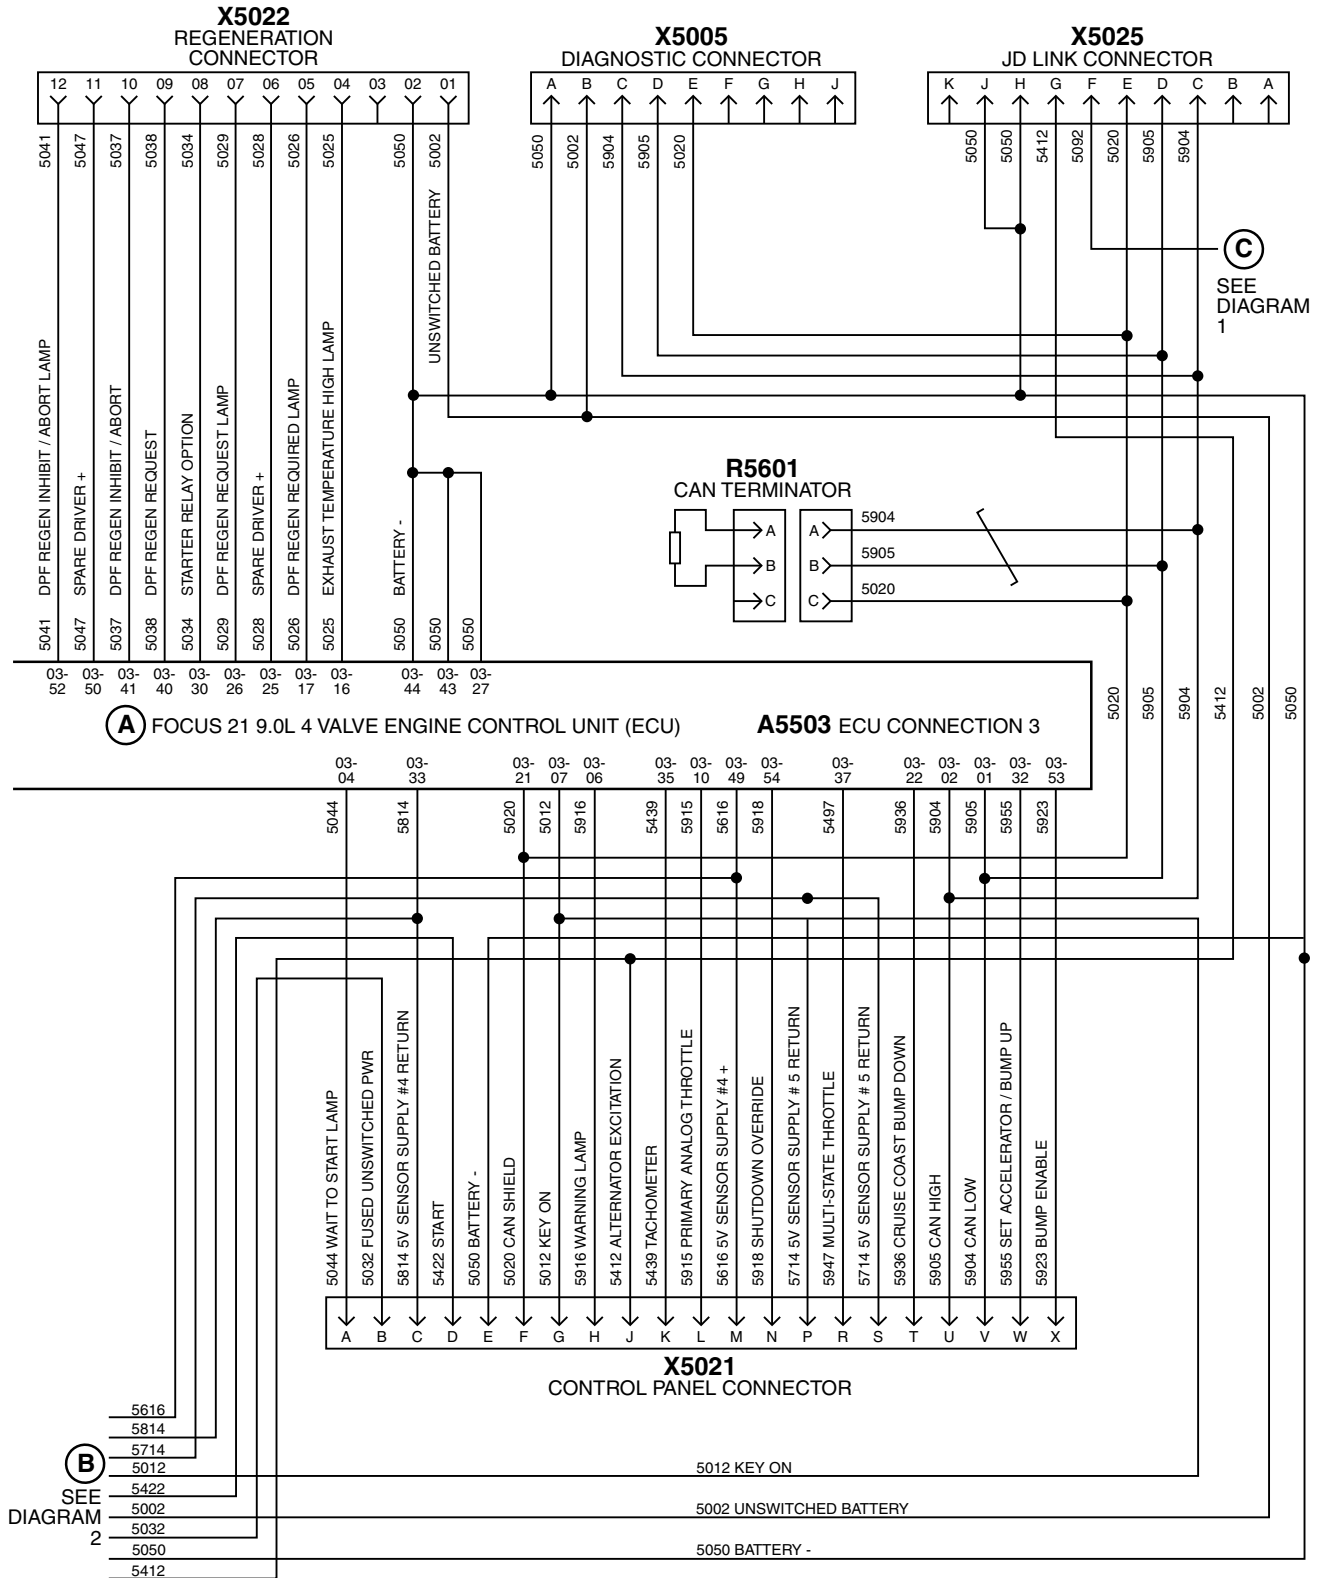 X5022
REGENERATION
CONNECTOR
12 11 10 09 08 07 06 05 04 03 02 01
5041 5047 5037 5038 5034 5029 5028 5026 5025 5050 5002
X5005
DIAGNOSTIC CONNECTOR
A B C D E F G H J
5050 5002 5904 5905 5020
X5025
JD LINK CONNECTOR
K J H G F E D C B A
5050 5050 5412 5092 5020 5905 5904
C
SEE
DIAGRAM
1
DPF REGEN INHIBIT / ABORT LAMP
SPARE DRIVER +
DPF REGEN INHIBIT / ABORT
DPF REGEN REQUEST
STARTER RELAY OPTION
DPF REGEN REQUEST LAMP
SPARE DRIVER +
DPF REGEN REQUIRED LAMP
EXHAUST TEMPERATURE HIGH LAMP
BATTERY -
UNSWITCHED BATTERY
R5601
CAN TERMINATOR
A A 5904
B B 5905
C C 5020
5041 5047 5037 5038 5034 5029 5028 5026 5025 5050 5050 5050
03-52 03-50 03-41 03-40 03-30 03-26 03-25 03-17 03-16 03-44 03-43 03-27
5020 5905 5904 5412 5002 5050
A FOCUS 21 9.0L 4 VALVE ENGINE CONTROL UNIT (ECU) A5503 ECU CONNECTION 3
03-04 03-33 03-21 03-07 03-06 03-35 03-10 03-49 03-54 03-37 03-22 03-02 03-01 03-32 03-53
5044 5814 5020 5012 5916 5439 5915 5616 5918 5497 5936 5904 5905 5955 5923
5044 WAIT TO START LAMP
5032 FUSED UNSWITCHED PWR
5814 5V SENSOR SUPPLY #4 RETURN
5422 START
5050 BATTERY -
5020 CAN SHIELD
5012 KEY ON
5916 WARNING LAMP
5412 ALTERNATOR EXCITATION
5439 TACHOMETER
5915 PRIMARY ANALOG THROTTLE
5616 5V SENSOR SUPPLY #4 +
5918 SHUTDOWN OVERRIDE
5714 5V SENSOR SUPPLY # 5 RETURN
5947 MULTI-STATE THROTTLE
5714 5V SENSOR SUPPLY # 5 RETURN
5936 CRUISE COAST BUMP DOWN
5905 CAN HIGH
5904 CAN LOW
5955 SET ACCELERATOR / BUMP UP
5923 BUMP ENABLE
A B C D E F G H J K L M N P R S T U V W X
X5021
CONTROL PANEL CONNECTOR
B
SEE
DIAGRAM
2
5616
5814
5714
5012 5012 KEY ON
5422
5002 5002 UNSWITCHED BATTERY
5032
5050 5050 BATTERY -
5412